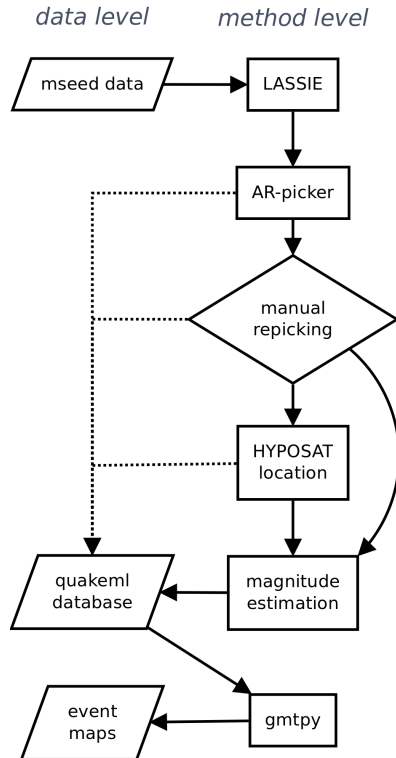 data level
method level
mseed data
LASSIE
AR-picker
manual
repicking
HYPOSAT
location
quakeml
database
magnitude
estimation
event
maps
gmtpy